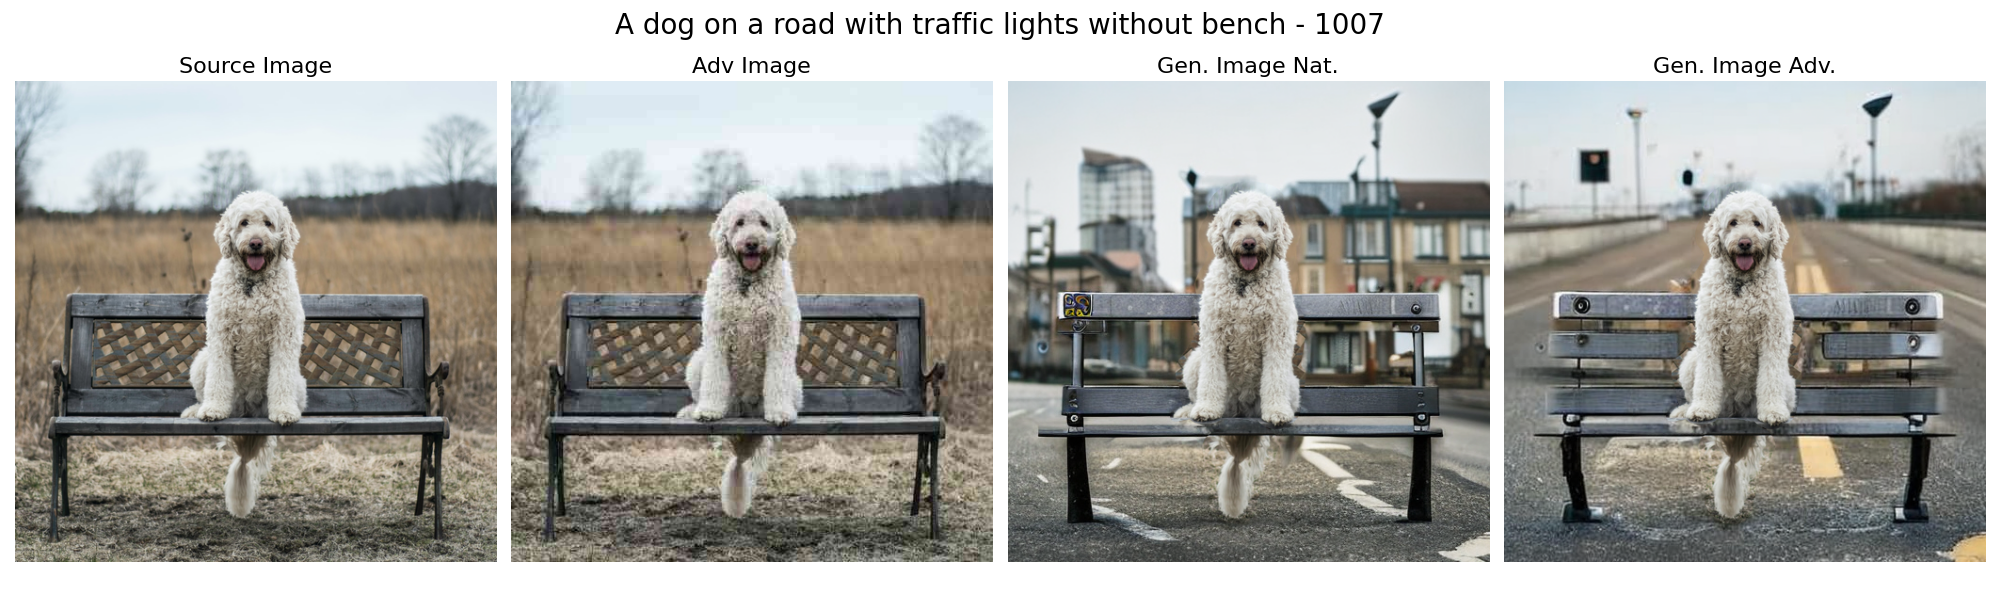 A dog on a road with traffic lights without bench - 1007
Source Image
Adv Image
Gen. Image Nat.
Gen. Image Adv.